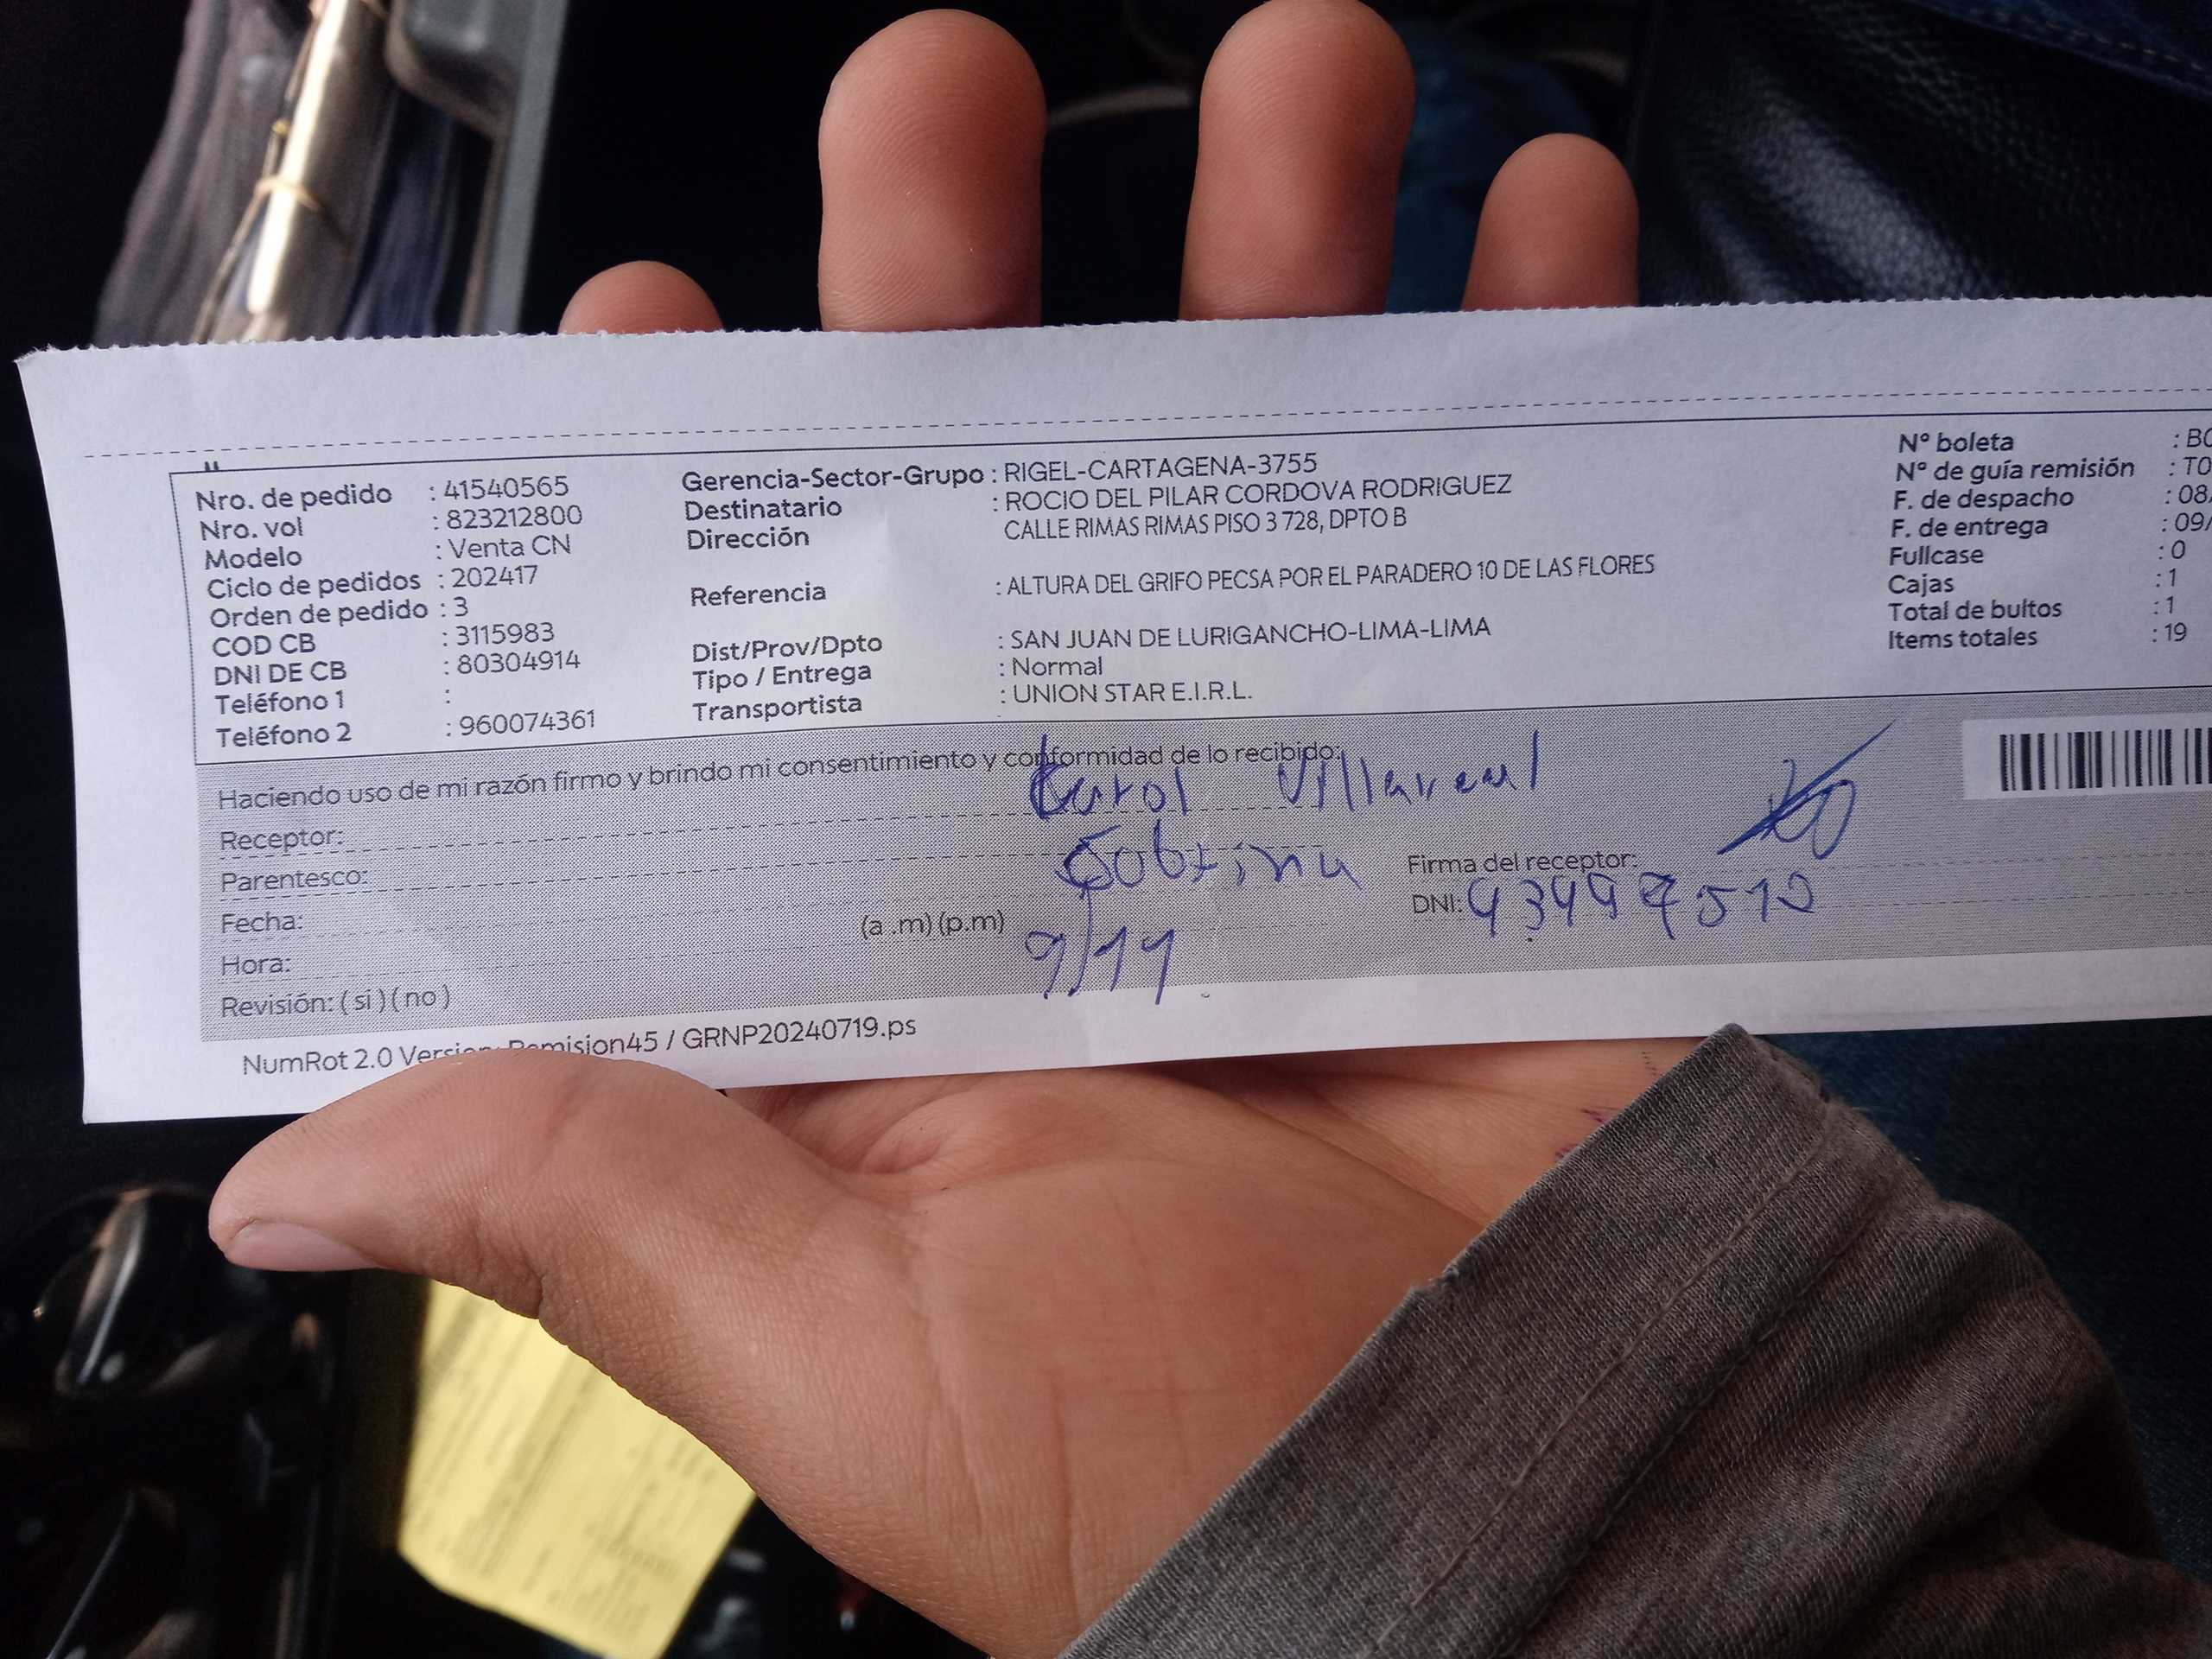 Nro. de pedido : 41540565
Nro. vol : 823212800
Modelo : Venta CN
Ciclo de pedidos : 202417
Orden de pedido : 3
COD CB : 3115983
DNI DE CB : 80304914
Teléfono 1 :
Teléfono 2 : 960074361
Gerencia-Sector-Grupo : RIGEL-CARTAGENA-3755
Destinatario : ROCIO DEL PILAR CORDOVA RODRIGUEZ
Dirección CALLE RIMAS RIMAS PISO 3 728, DPTO B
Referencia : ALTURA DEL GRIFO PECSA POR EL PARADERO 10 DE LAS FLORES
Dist/Prov/Dpto : SAN JUAN DE LURIGANCHO-LIMA-LIMA
Tipo / Entrega : Normal
Transportista : UNION STAR E.I.R.L.
N° boleta : B0
N° de guía remisión : T0
F. de despacho : 08/
F. de entrega : 09/
Fullcase : 0
Cajas : 1
Total de bultos : 1
Items totales : 19
Haciendo uso de mi razón firmo y brindo mi consentimiento y conformidad de lo recibido:
Receptor: Karol Villareal
Parentesco: Sobrina
Firma del receptor:
Fecha: 9/11
(a .m) (p.m)
DNI:
Hora:
Revisión: ( sí ) ( no )
NumRot 2.0 Version: Remision45 / GRNP20240719.ps